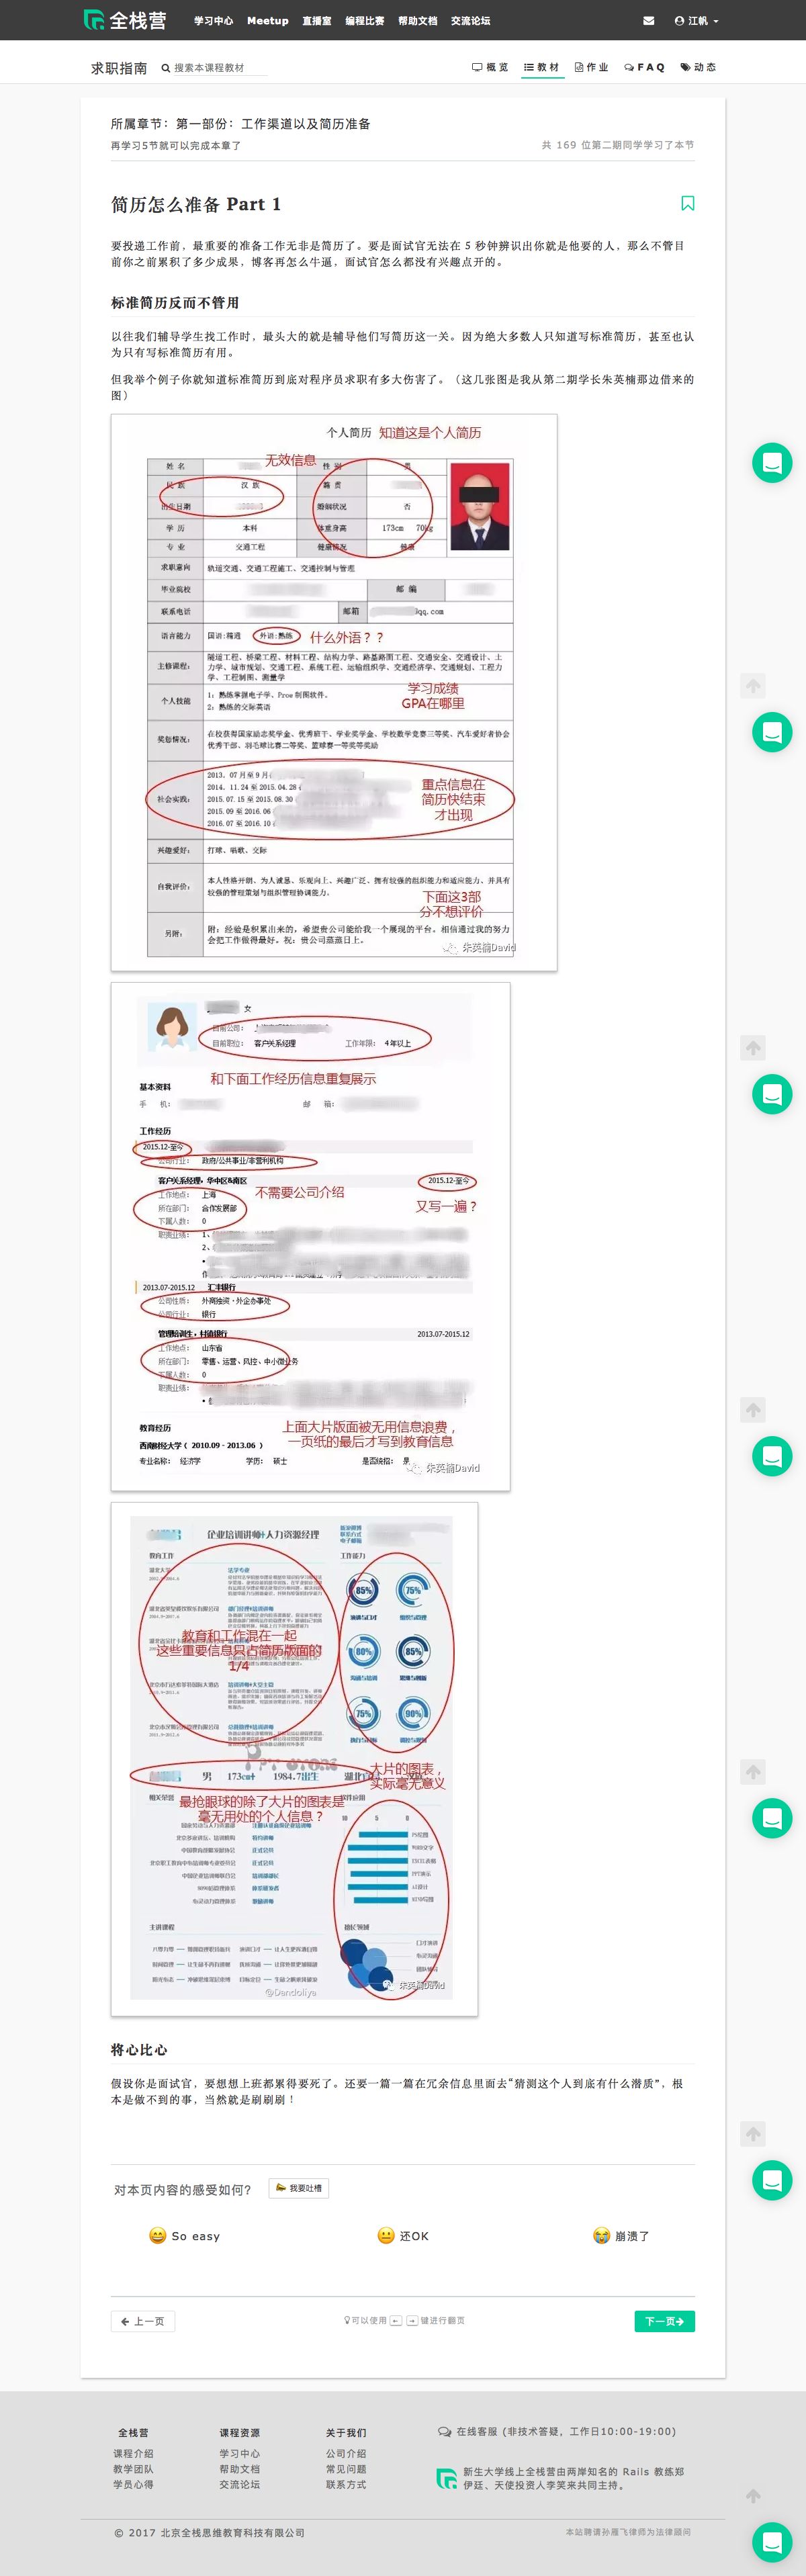 全栈营
学习中心 Meetup 直播室 编程比赛 帮助文档 交流论坛
江帆
求职指南 搜索本课程教材
概览 教材 作业 FAQ 动态
所属章节：第一部份：工作渠道以及简历准备
再学习5节就可以完成本章了
共 169 位第二期同学学习了本节
简历怎么准备 Part 1
要投递工作前，最重要的准备工作无非是简历了。要是面试官无法在 5 秒钟辨识出你就是他要的人，那么不管目
前你之前累积了多少成果，博客再怎么牛逼，面试官怎么都没有兴趣点开的。
标准简历反而不管用
以往我们辅导学生找工作时，最头大的就是辅导他们写简历这一关。因为绝大多数人只知道写标准简历，甚至也认
为只有写标准简历有用。
但我举个例子你就知道标准简历到底对程序员求职有多大伤害了。（这几张图是我从第二期学长朱英楠那边借来的
图）
个人简历 知道这是个人简历
无效信息
姓 名 性 别 男
民 族 汉 族 籍 贯
出生日期 婚姻状况 否
学 历 本科 体重身高 173cm 70kg
专 业 交通工程 健康情况 健康
求职意向 轨道交通、交通工程施工、交通控制与管理
毕业院校 邮 编
联系电话 邮箱 qq.com
语言能力 国语:精通 外语:熟练 什么外语？？
主修课程： 隧道工程、桥梁工程、材料工程、结构力学、路基路面工程、交通安全、交通设计、土
力学、城市规划、交通工程、系统工程、运输组织学、交通经济学、交通规划、工程力
学、工程制图、测量学
学习成绩
GPA在哪里
个人技能 1：熟练掌握电子学、Proe 制图软件。
2：熟练的交际英语
奖惩情况： 在校获得国家励志奖学金、优秀班干、学业奖学金、学校数学竞赛三等奖、汽车爱好者协会
优秀干部、羽毛球比赛二等奖、篮球赛一等奖等奖励
社会实践：
2013. 07 月至 9 月
2014. 11. 24 至 2015. 04. 28
2015. 07. 15 至 2015. 08. 30
2015. 09 至 2016. 06
2016. 07 至 2016. 10
重点信息在
简历快结束
才出现
兴趣爱好： 打球、唱歌、交际
自我评价： 本人性格开朗、为人诚恳、乐观向上、兴趣广泛、拥有较强的组织能力和适应能力、并具有
较强的管理策划与组织管理协调能力。
下面这3部
分不想评价
另附： 附：经验是积累出来的，希望贵公司能给我一个展现的平台。相信通过我的努力
会把工作做得最好。祝：贵公司蒸蒸日上。
朱英楠David
女
目前公司：
目前职位： 客户关系经理 工作年限： 4 年以上
和下面工作经历信息重复展示
基本资料
手 机： 邮 箱：
工作经历
2015.12-至今
公司行业： 政府/公共事业/非营利机构
客户关系经理，华中区&南区 2015.12-至今
工作地点： 上海
不需要公司介绍
又写一遍？
所在部门： 合作发展部
下属人数： 0
职责业绩： 1、
2、
2013.07-2015.12 汇丰银行
公司性质： 外商独资·外企办事处
公司行业： 银行
管理培训生，村镇银行 2013.07-2015.12
工作地点： 山东省
所在部门： 零售、运营、风控、中小微业务
下属人数： 0
职责业绩：
教育经历
上面大片版面被无用信息浪费，
一页纸的最后才写到教育信息
西南财经大学（ 2010.09 - 2013.06 ）
专业名称： 经济学 学历： 硕士 是否统招： 是
朱英楠David
企业培训讲师+人力资源经理
教育工作 工作能力
法学专业
85% 75%
80% 85%
75% 90%
教育和工作混在一起
这些重要信息只占简历版面的
1/4
男 173cm 1984.7出生
大片的图表，
实际毫无意义
最抢眼球的除了大片的图表是
毫无用处的个人信息？
相关荣誉
主讲课程 擅长领域
朱英楠David
@Dandoliya
将心比心
假设你是面试官，要想想上班都累得要死了。还要一篇一篇在冗余信息里面去“猜测这个人到底有什么潜质”，根
本是做不到的事，当然就是刷刷刷！
对本页内容的感受如何？ 我要吐槽
So easy 还OK 崩溃了
上一页 可以使用 ← → 键进行翻页 下一页
全栈营 课程资源 关于我们
课程介绍 学习中心 公司介绍
教学团队 帮助文档 常见问题
学员心得 交流论坛 联系方式
在线客服 (非技术答疑，工作日10:00-19:00)
新生大学线上全栈营由两岸知名的 Rails 教练郑
伊廷、天使投资人李笑来共同主持。
© 2017 北京全栈思维教育科技有限公司
本站聘请孙雁飞律师为法律顾问